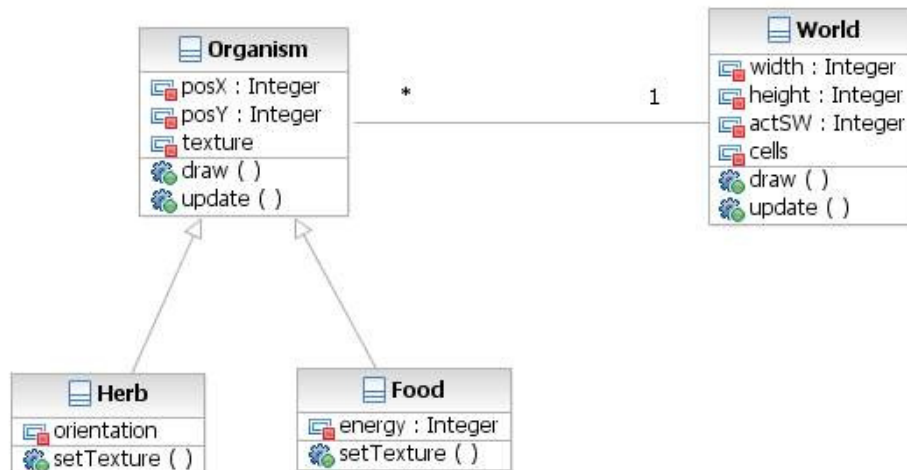 Organism
posX : Integer
posY : Integer
texture
draw ( )
update ( )
*
1
World
width : Integer
height : Integer
actSW : Integer
cells
draw ( )
update ( )
Herb
orientation
setTexture ( )
Food
energy : Integer
setTexture ( )